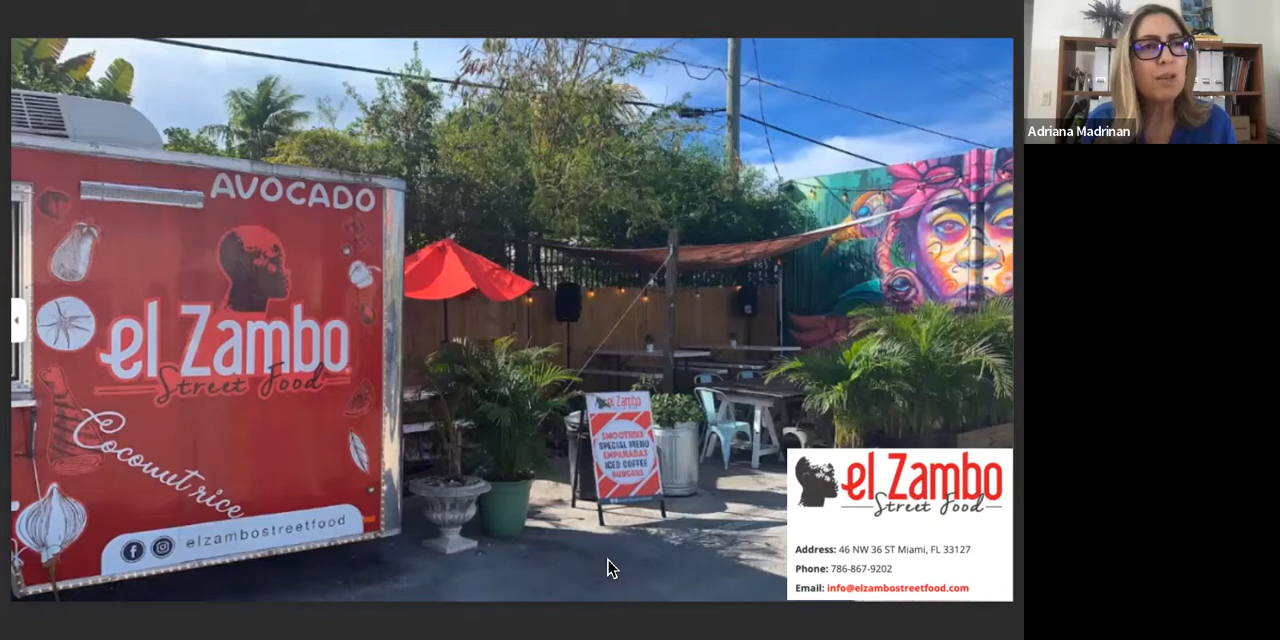 AVOCADO
el Zambo
Street Food
Coconut rice
elzambostreetfood
el Zambo
SMOOTHIES
SPECIAL MENU
EMPANADAS
ICED COFFEE
BURGERS
el Zambo
Street Food
Address: 46 NW 36 ST Miami, FL 33127
Phone: 786-867-9202
Email: info@elzambostreetfood.com
Adriana Madrinan